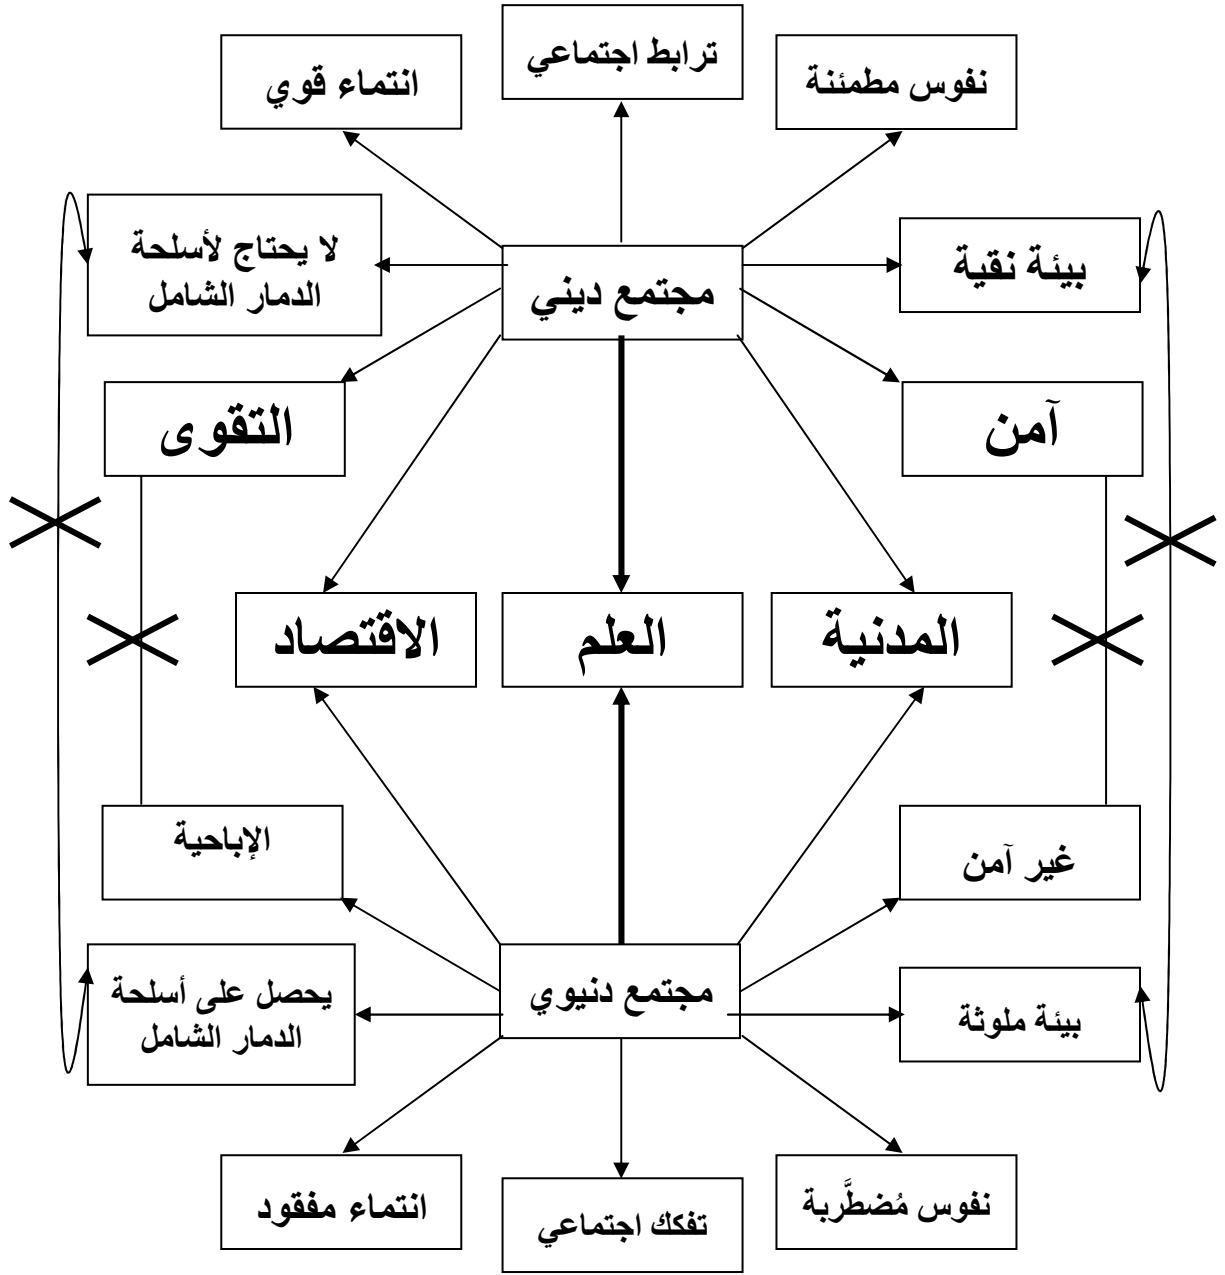 ترابط اجتماعي
نفوس مطمئنة
انتماء قوي
بيئة نقية
مجتمع ديني
لا يحتاج لأسلحة
الدمار الشامل
آمن
التقوى
المدنية
العلم
الاقتصاد
غير آمن
الإباحية
بيئة ملوثة
مجتمع دنيوي
يحصل على أسلحة
الدمار الشامل
نفوس مُضطَّربة
تفكك اجتماعي
انتماء مفقود